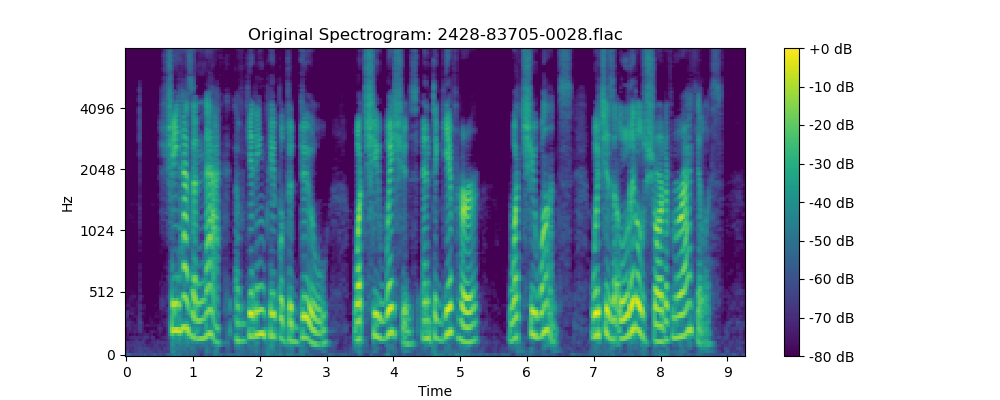 Original Spectrogram: 2428-83705-0028.flac
Hz
4096
2048
1024
512
0
0 1 2 3 4 5 6 7 8 9
Time
+0 dB
-10 dB
-20 dB
-30 dB
-40 dB
-50 dB
-60 dB
-70 dB
-80 dB